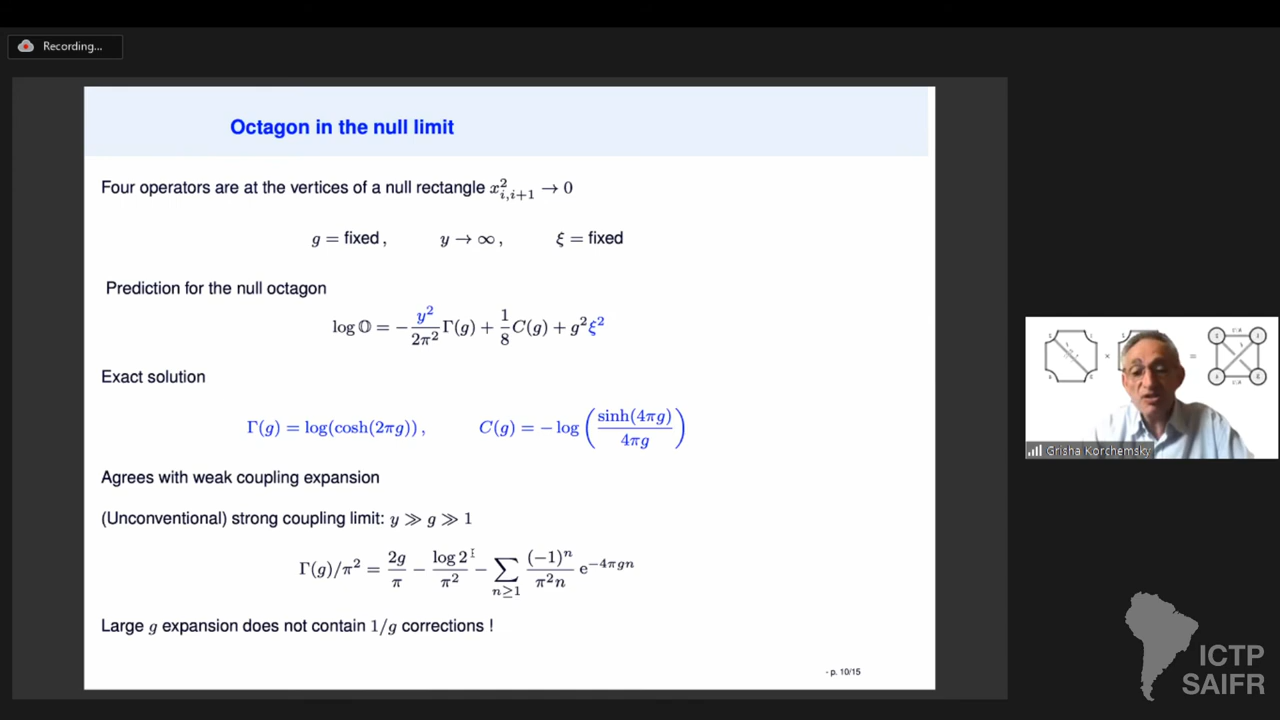 Recording...
Octagon in the null limit
Four operators are at the vertices of a null rectangle x²_{i,i+1} → 0
g = fixed, y → ∞, ξ = fixed
Prediction for the null octagon
log 𝕆 = − y²/2π² Γ(g) + 1/8 C(g) + g²ξ²
Exact solution
Γ(g) = log(cosh(2πg)), C(g) = − log (sinh(4πg)/4πg)
Agrees with weak coupling expansion
(Unconventional) strong coupling limit: y ≫ g ≫ 1
Γ(g)/π² = 2g/π − log 2/π² − ∑_{n≥1} (−1)ⁿ/π²n e^{−4πgn}
Large g expansion does not contain 1/g corrections !
- p. 10/15
Grisha Korchemsky
ICTP
SAIFR